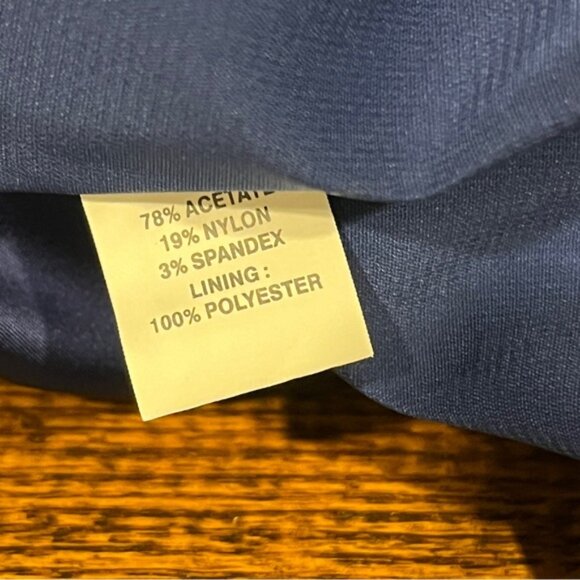 78% ACETATE
19% NYLON
3% SPANDEX
LINING :
100% POLYESTER